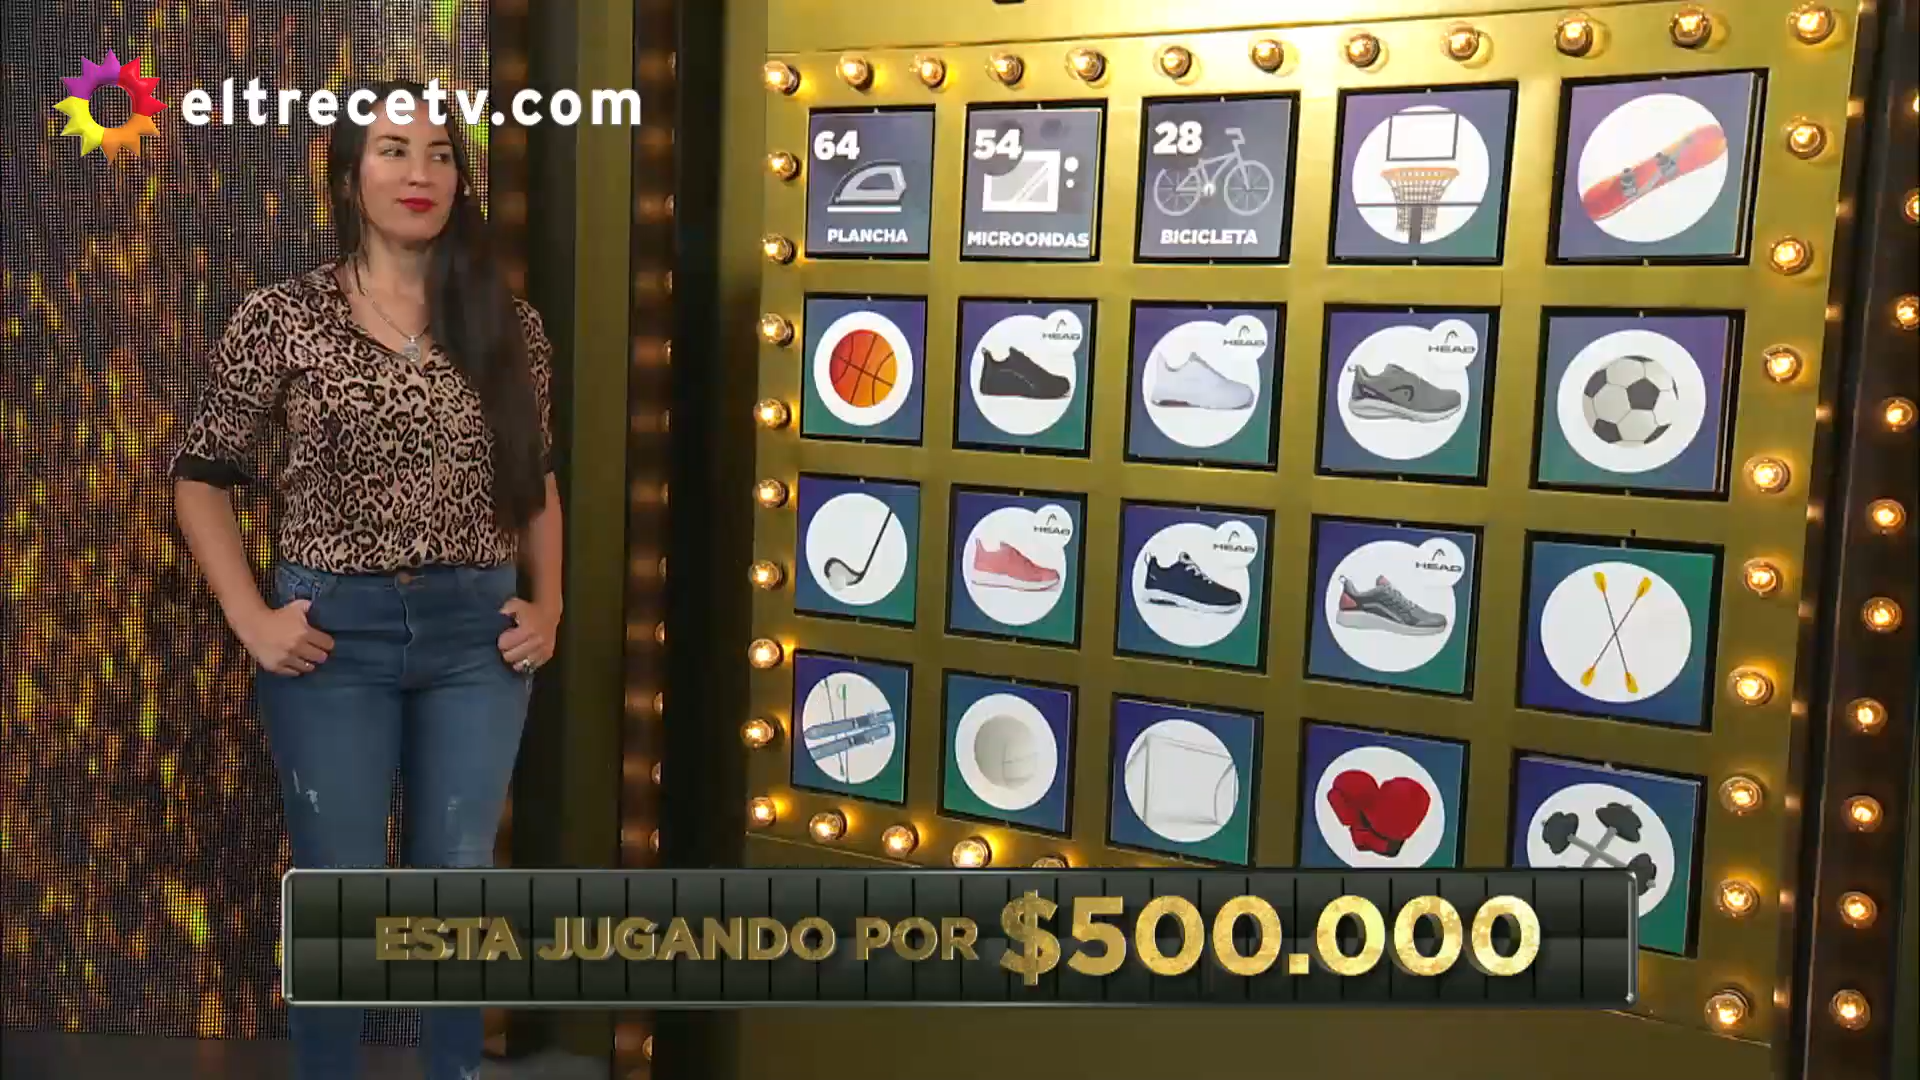 eltrecetv.com
64
PLANCHA
54
MICROONDAS
28
BICICLETA
HEAD
HEAD
HEAD
HEAD
HEAD
HEAD
ESTA JUGANDO POR $500.000